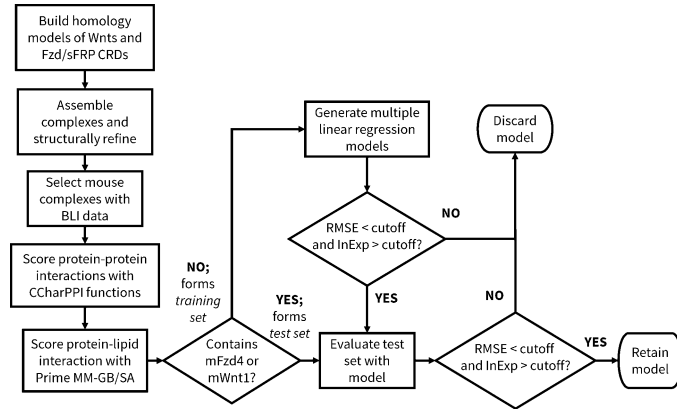 Build homology
models of Wnts and
Fzd/sFRP CRDs
Assemble
complexes and
structurally refine
Select mouse
complexes with
BLI data
Score protein-protein
interactions with
CCharPPI functions
Score protein-lipid
interaction with
Prime MM-GB/SA
Contains
mFzd4 or
mWnt1?
NO;
forms
training
set
YES;
forms
test set
Generate multiple
linear regression
models
RMSE < cutoff
and InExp > cutoff?
NO
YES
Evaluate test
set with
model
RMSE < cutoff
and InExp > cutoff?
NO
Discard
model
YES
Retain
model